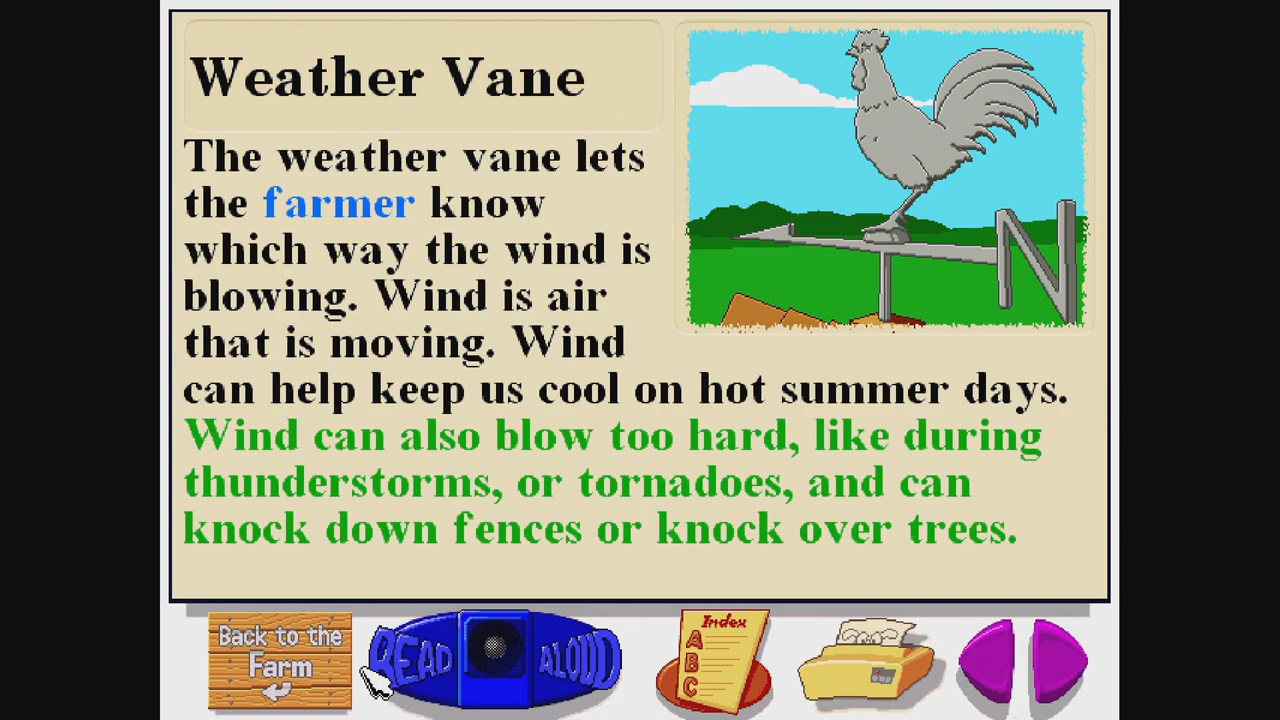 Weather Vane
The weather vane lets
the farmer know
which way the wind is
blowing. Wind is air
that is moving. Wind
can help keep us cool on hot summer days.
Wind can also blow too hard, like during
thunderstorms, or tornadoes, and can
knock down fences or knock over trees.
N
Back to the
Farm
READ ALOUD
Index
A
B
C